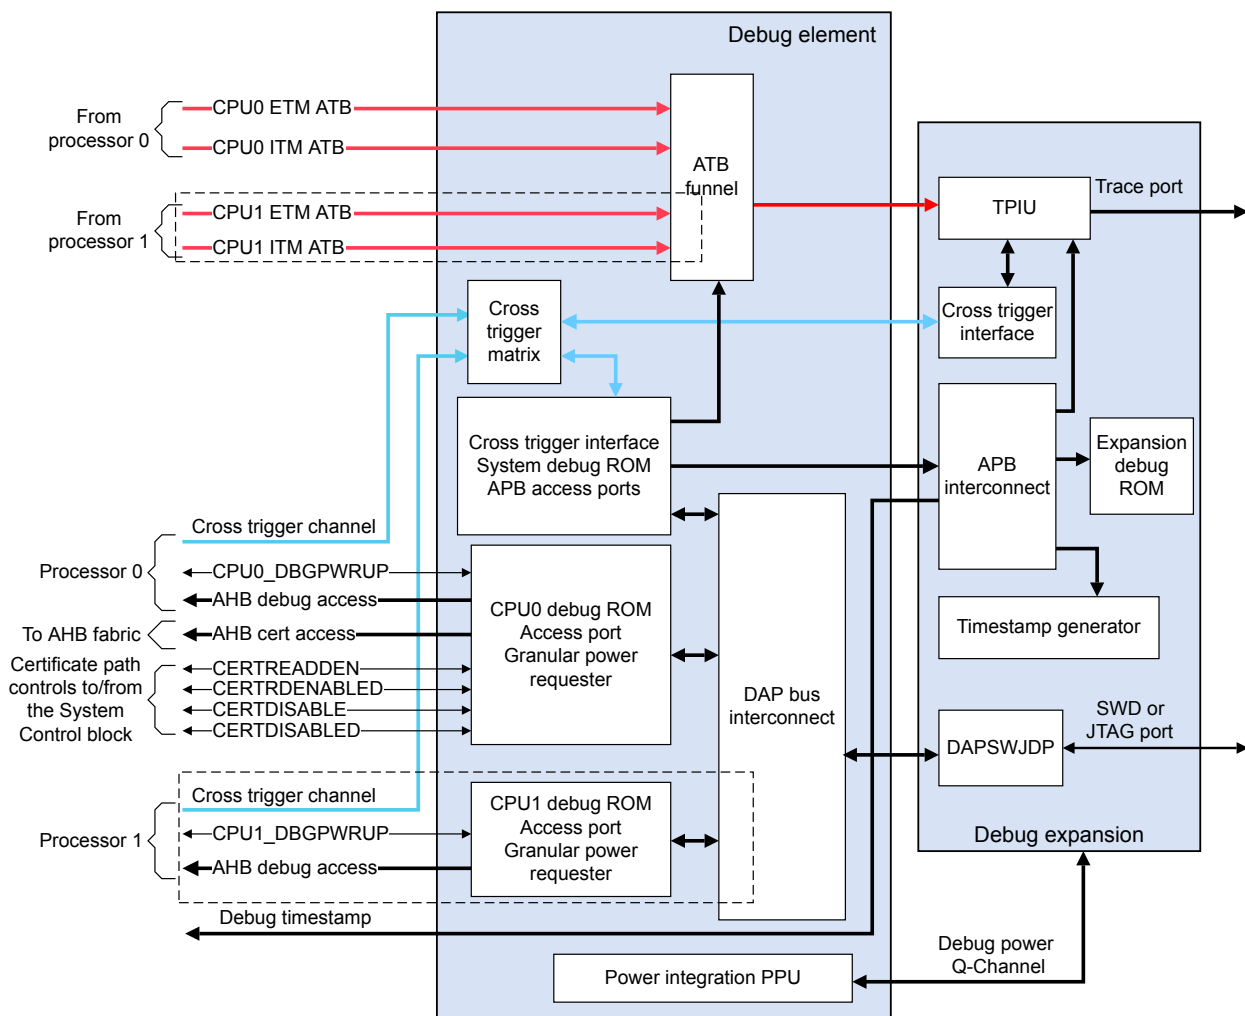 Debug element
From
processor 0
CPU0 ETM ATB
CPU0 ITM ATB
ATB
funnel
From
processor 1
CPU1 ETM ATB
CPU1 ITM ATB
TPIU
Trace port
Cross
trigger
matrix
Cross trigger
interface
Cross trigger interface
System debug ROM
APB access ports
APB
interconnect
Expansion
debug
ROM
Processor 0
Cross trigger channel
CPU0_DBGPWRUP
AHB debug access
To AHB fabric
AHB cert access
Certificate path
controls to/from
the System
Control block
CERTREADDEN
CERTRDENABLED
CERTDISABLE
CERTDISABLED
CPU0 debug ROM
Access port
Granular power
requester
DAP bus
interconnect
Timestamp generator
DAPSWJDP
SWD or
JTAG port
Processor 1
Cross trigger channel
CPU1_DBGPWRUP
AHB debug access
CPU1 debug ROM
Access port
Granular power
requester
Debug expansion
Debug timestamp
Debug power
Q-Channel
Power integration PPU